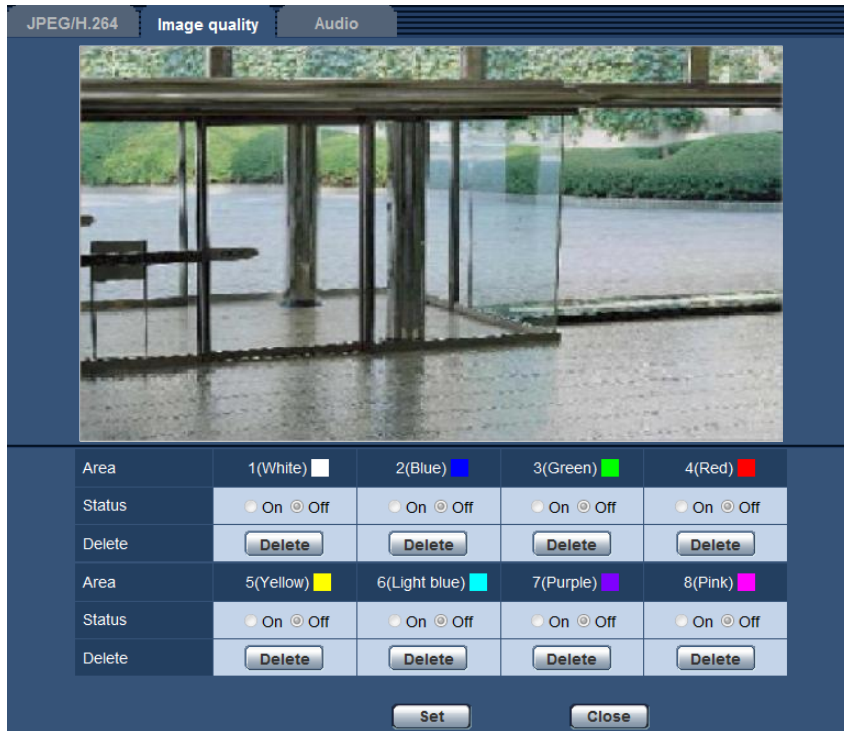 JPEG/H.264 Image quality Audio
Area 1(White) 2(Blue) 3(Green) 4(Red)
Status On Off On Off On Off On Off
Delete Delete Delete Delete Delete
Area 5(Yellow) 6(Light blue) 7(Purple) 8(Pink)
Status On Off On Off On Off On Off
Delete Delete Delete Delete Delete
Set Close